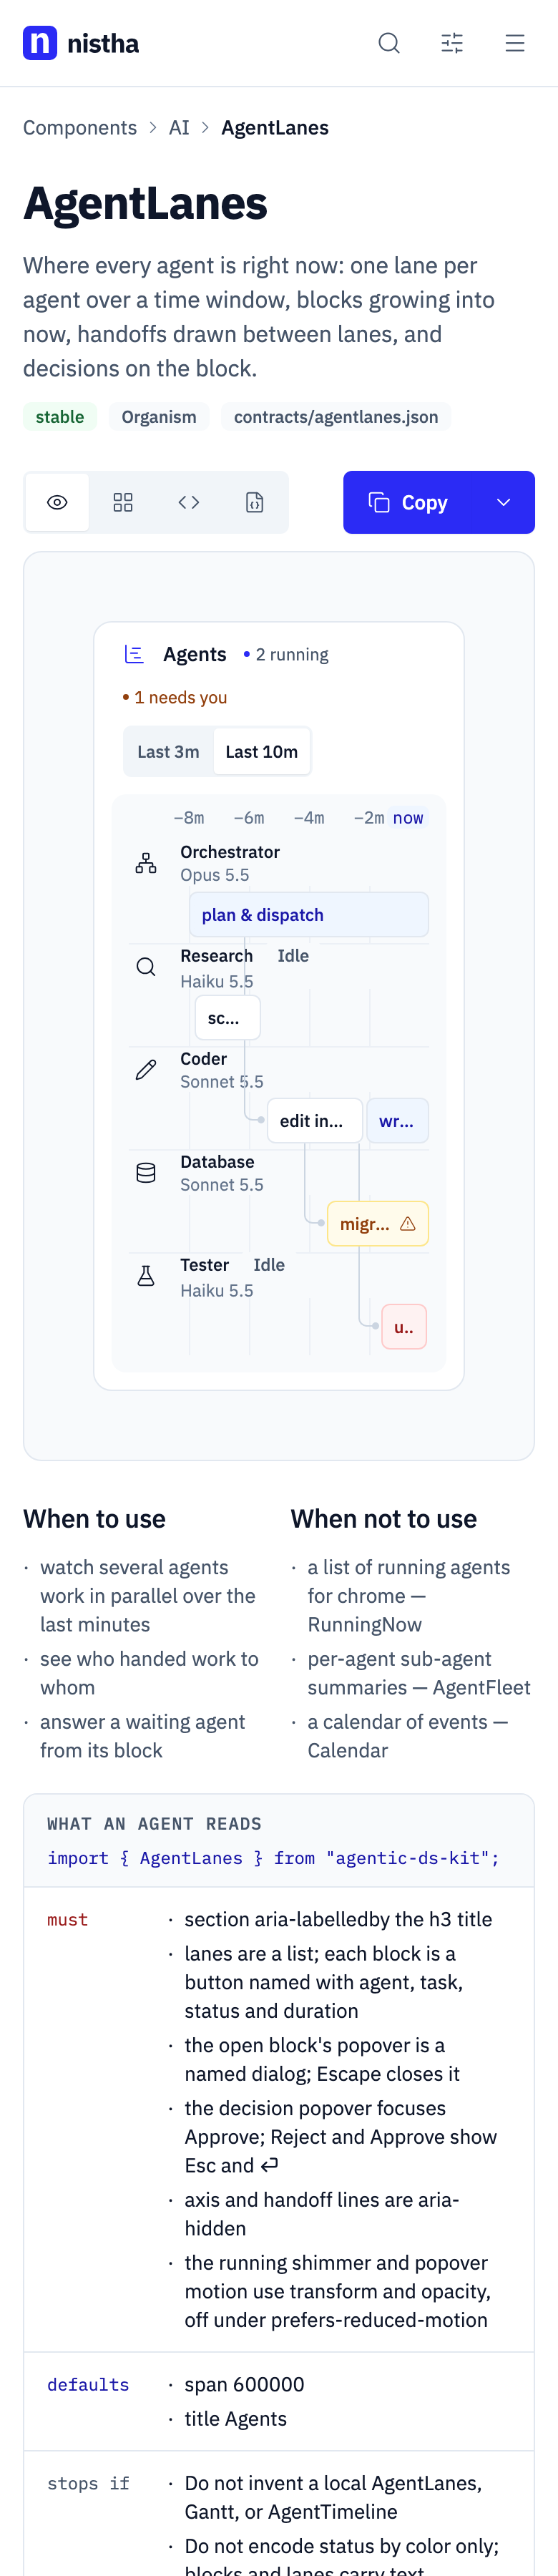 n nistha
Components > AI > AgentLanes
AgentLanes
Where every agent is right now: one lane per
agent over a time window, blocks growing into
now, handoffs drawn between lanes, and
decisions on the block.
stable Organism contracts/agentlanes.json
Copy
Agents • 2 running
• 1 needs you
Last 3m Last 10m
−8m −6m −4m −2m now
Orchestrator
Opus 5.5
plan & dispatch
Research Idle
Haiku 5.5
sc...
Coder
Sonnet 5.5
edit in... wr...
Database
Sonnet 5.5
migr...
Tester Idle
Haiku 5.5
u..
When to use
· watch several agents
work in parallel over the
last minutes
· see who handed work to
whom
· answer a waiting agent
from its block
When not to use
· a list of running agents
for chrome —
RunningNow
· per-agent sub-agent
summaries — AgentFleet
· a calendar of events —
Calendar
WHAT AN AGENT READS
import { AgentLanes } from "agentic-ds-kit";
must
· section aria-labelledby the h3 title
· lanes are a list; each block is a
button named with agent, task,
status and duration
· the open block's popover is a
named dialog; Escape closes it
· the decision popover focuses
Approve; Reject and Approve show
Esc and ⏎
· axis and handoff lines are aria-
hidden
· the running shimmer and popover
motion use transform and opacity,
off under prefers-reduced-motion
defaults
· span 600000
· title Agents
stops if
· Do not invent a local AgentLanes,
Gantt, or AgentTimeline
· Do not encode status by color only;
blocks and lanes carry text